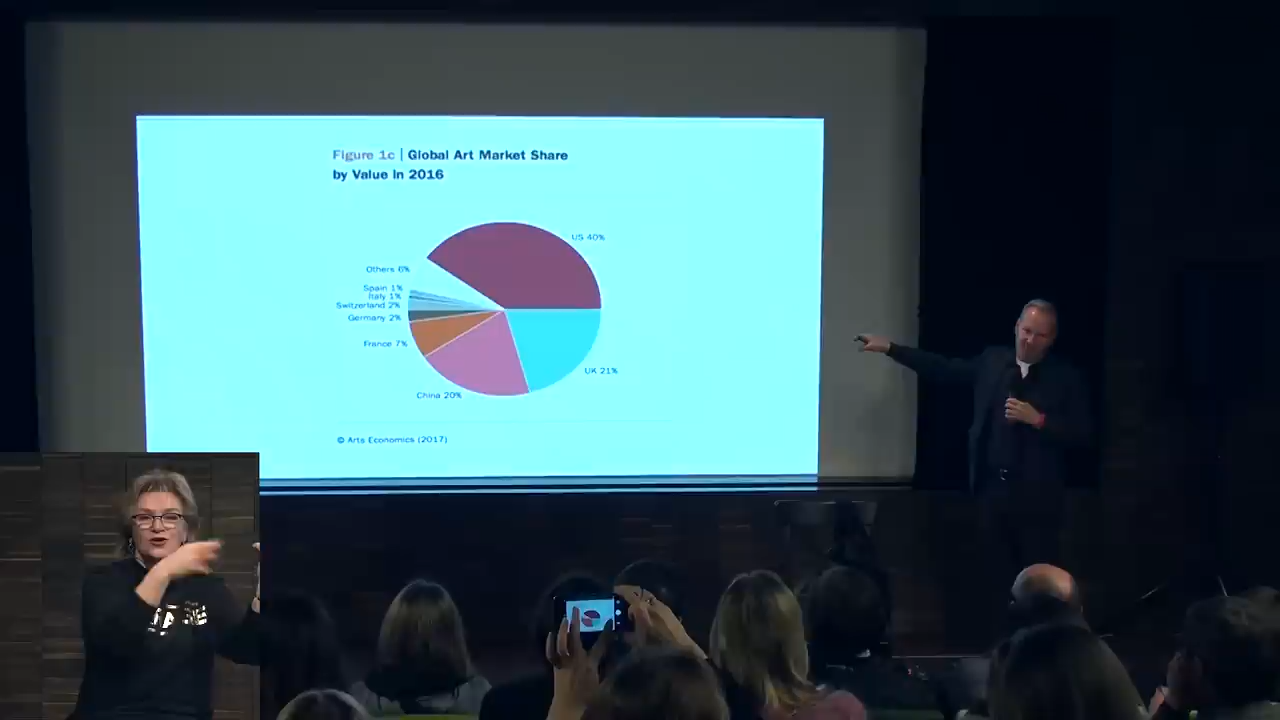 Figure 1c | Global Art Market Share
by Value in 2016
US 40%
Others 6%
Spain 1%
Italy 1%
Switzerland 2%
Germany 2%
France 7%
UK 21%
China 20%
© Arts Economics (2017)